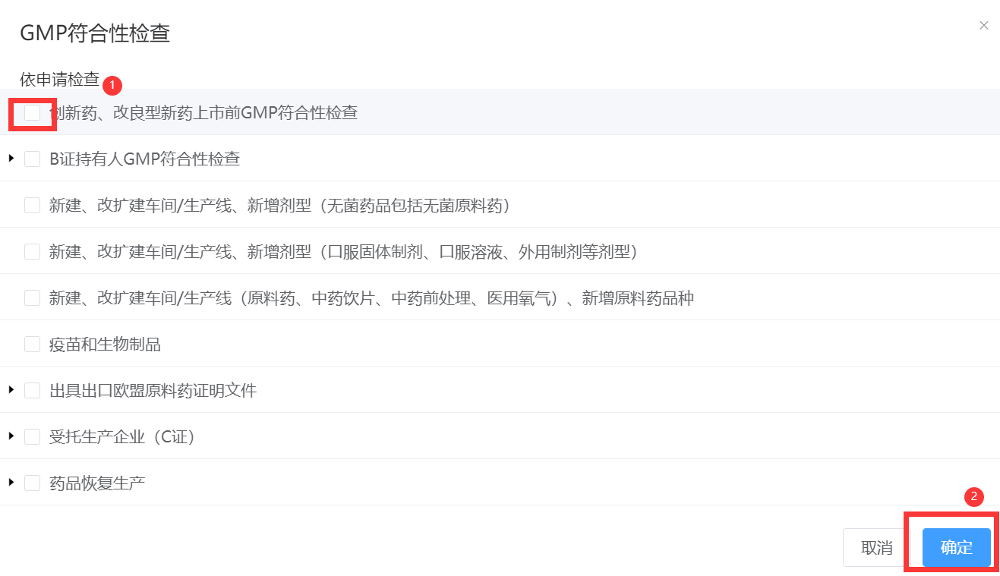 GMP符合性检查
依申请检查 1
创新药、改良型新药上市前GMP符合性检查
B证持有人GMP符合性检查
新建、改扩建车间/生产线、新增剂型（无菌药品包括无菌原料药）
新建、改扩建车间/生产线、新增剂型（口服固体制剂、口服溶液、外用制剂等剂型）
新建、改扩建车间/生产线（原料药、中药饮片、中药前处理、医用氧气）、新增原料药品种
疫苗和生物制品
出具出口欧盟原料药证明文件
受托生产企业（C证）
药品恢复生产
2
取消 确定